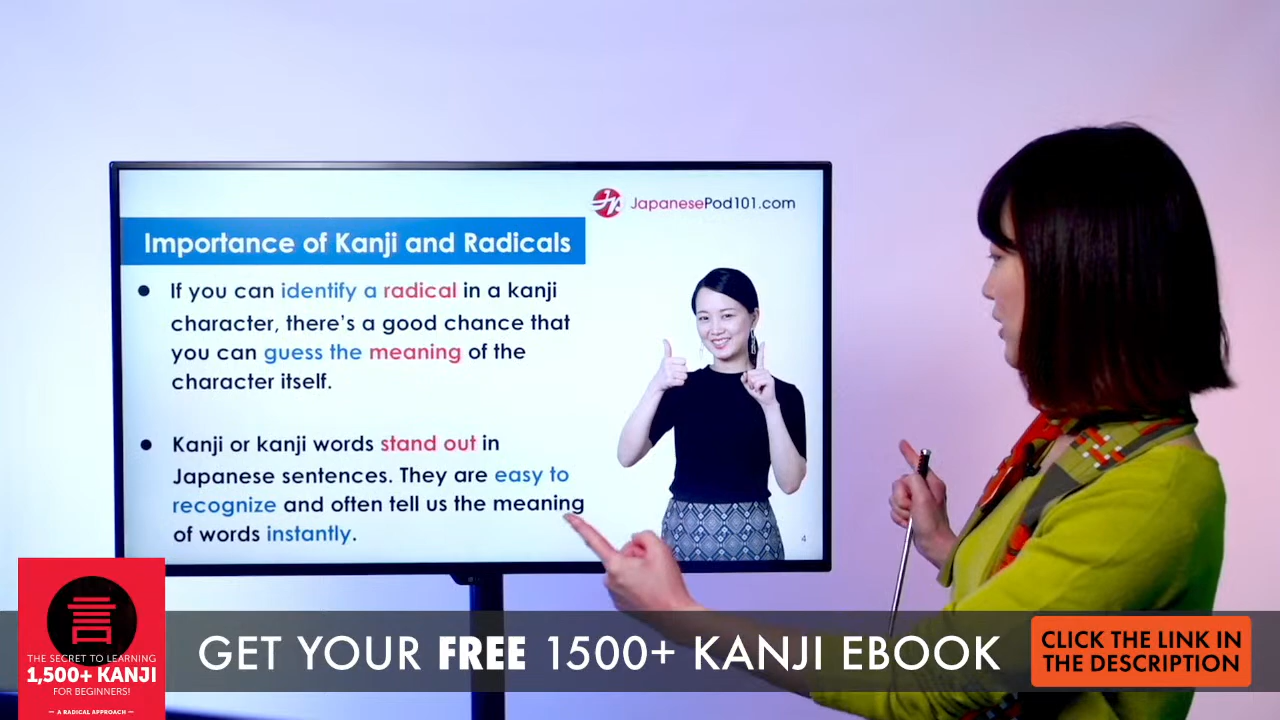 JapanesePod101.com
Importance of Kanji and Radicals
● If you can identify a radical in a kanji
character, there's a good chance that
you can guess the meaning of the
character itself.
● Kanji or kanji words stand out in
Japanese sentences. They are easy to
recognize and often tell us the meaning
of words instantly.
4
言
THE SECRET TO LEARNING
1,500+ KANJI
FOR BEGINNERS!
— A RADICAL APPROACH —
GET YOUR FREE 1500+ KANJI EBOOK
CLICK THE LINK IN
THE DESCRIPTION